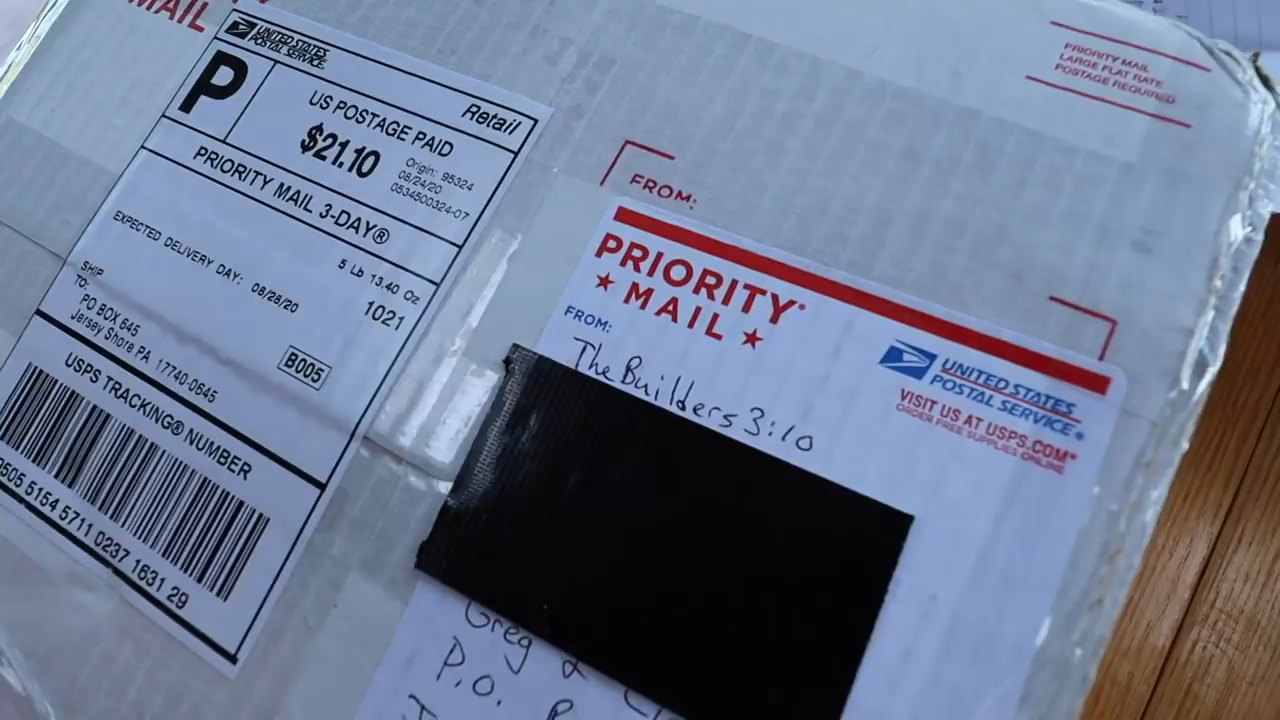 MAIL
UNITED STATES
POSTAL SERVICE.
P
Retail
US POSTAGE PAID
$21.10
Origin: 95324
08/24/20
0534500324-07
PRIORITY MAIL 3-DAY®
5 Lb 13.40 Oz
EXPECTED DELIVERY DAY: 08/28/20
1021
SHIP
TO:
PO BOX 645
Jersey Shore PA 17740-0645
B005
USPS TRACKING® NUMBER
9505 5154 5711 0237 1631 29
PRIORITY MAIL
LARGE FLAT RATE
POSTAGE REQUIRED
FROM:
PRIORITY®
★ MAIL ★
FROM:
UNITED STATES
POSTAL SERVICE®
VISIT US AT USPS.COM®
ORDER FREE SUPPLIES ONLINE
TheBuilders 3:10
Greg &
P.O.